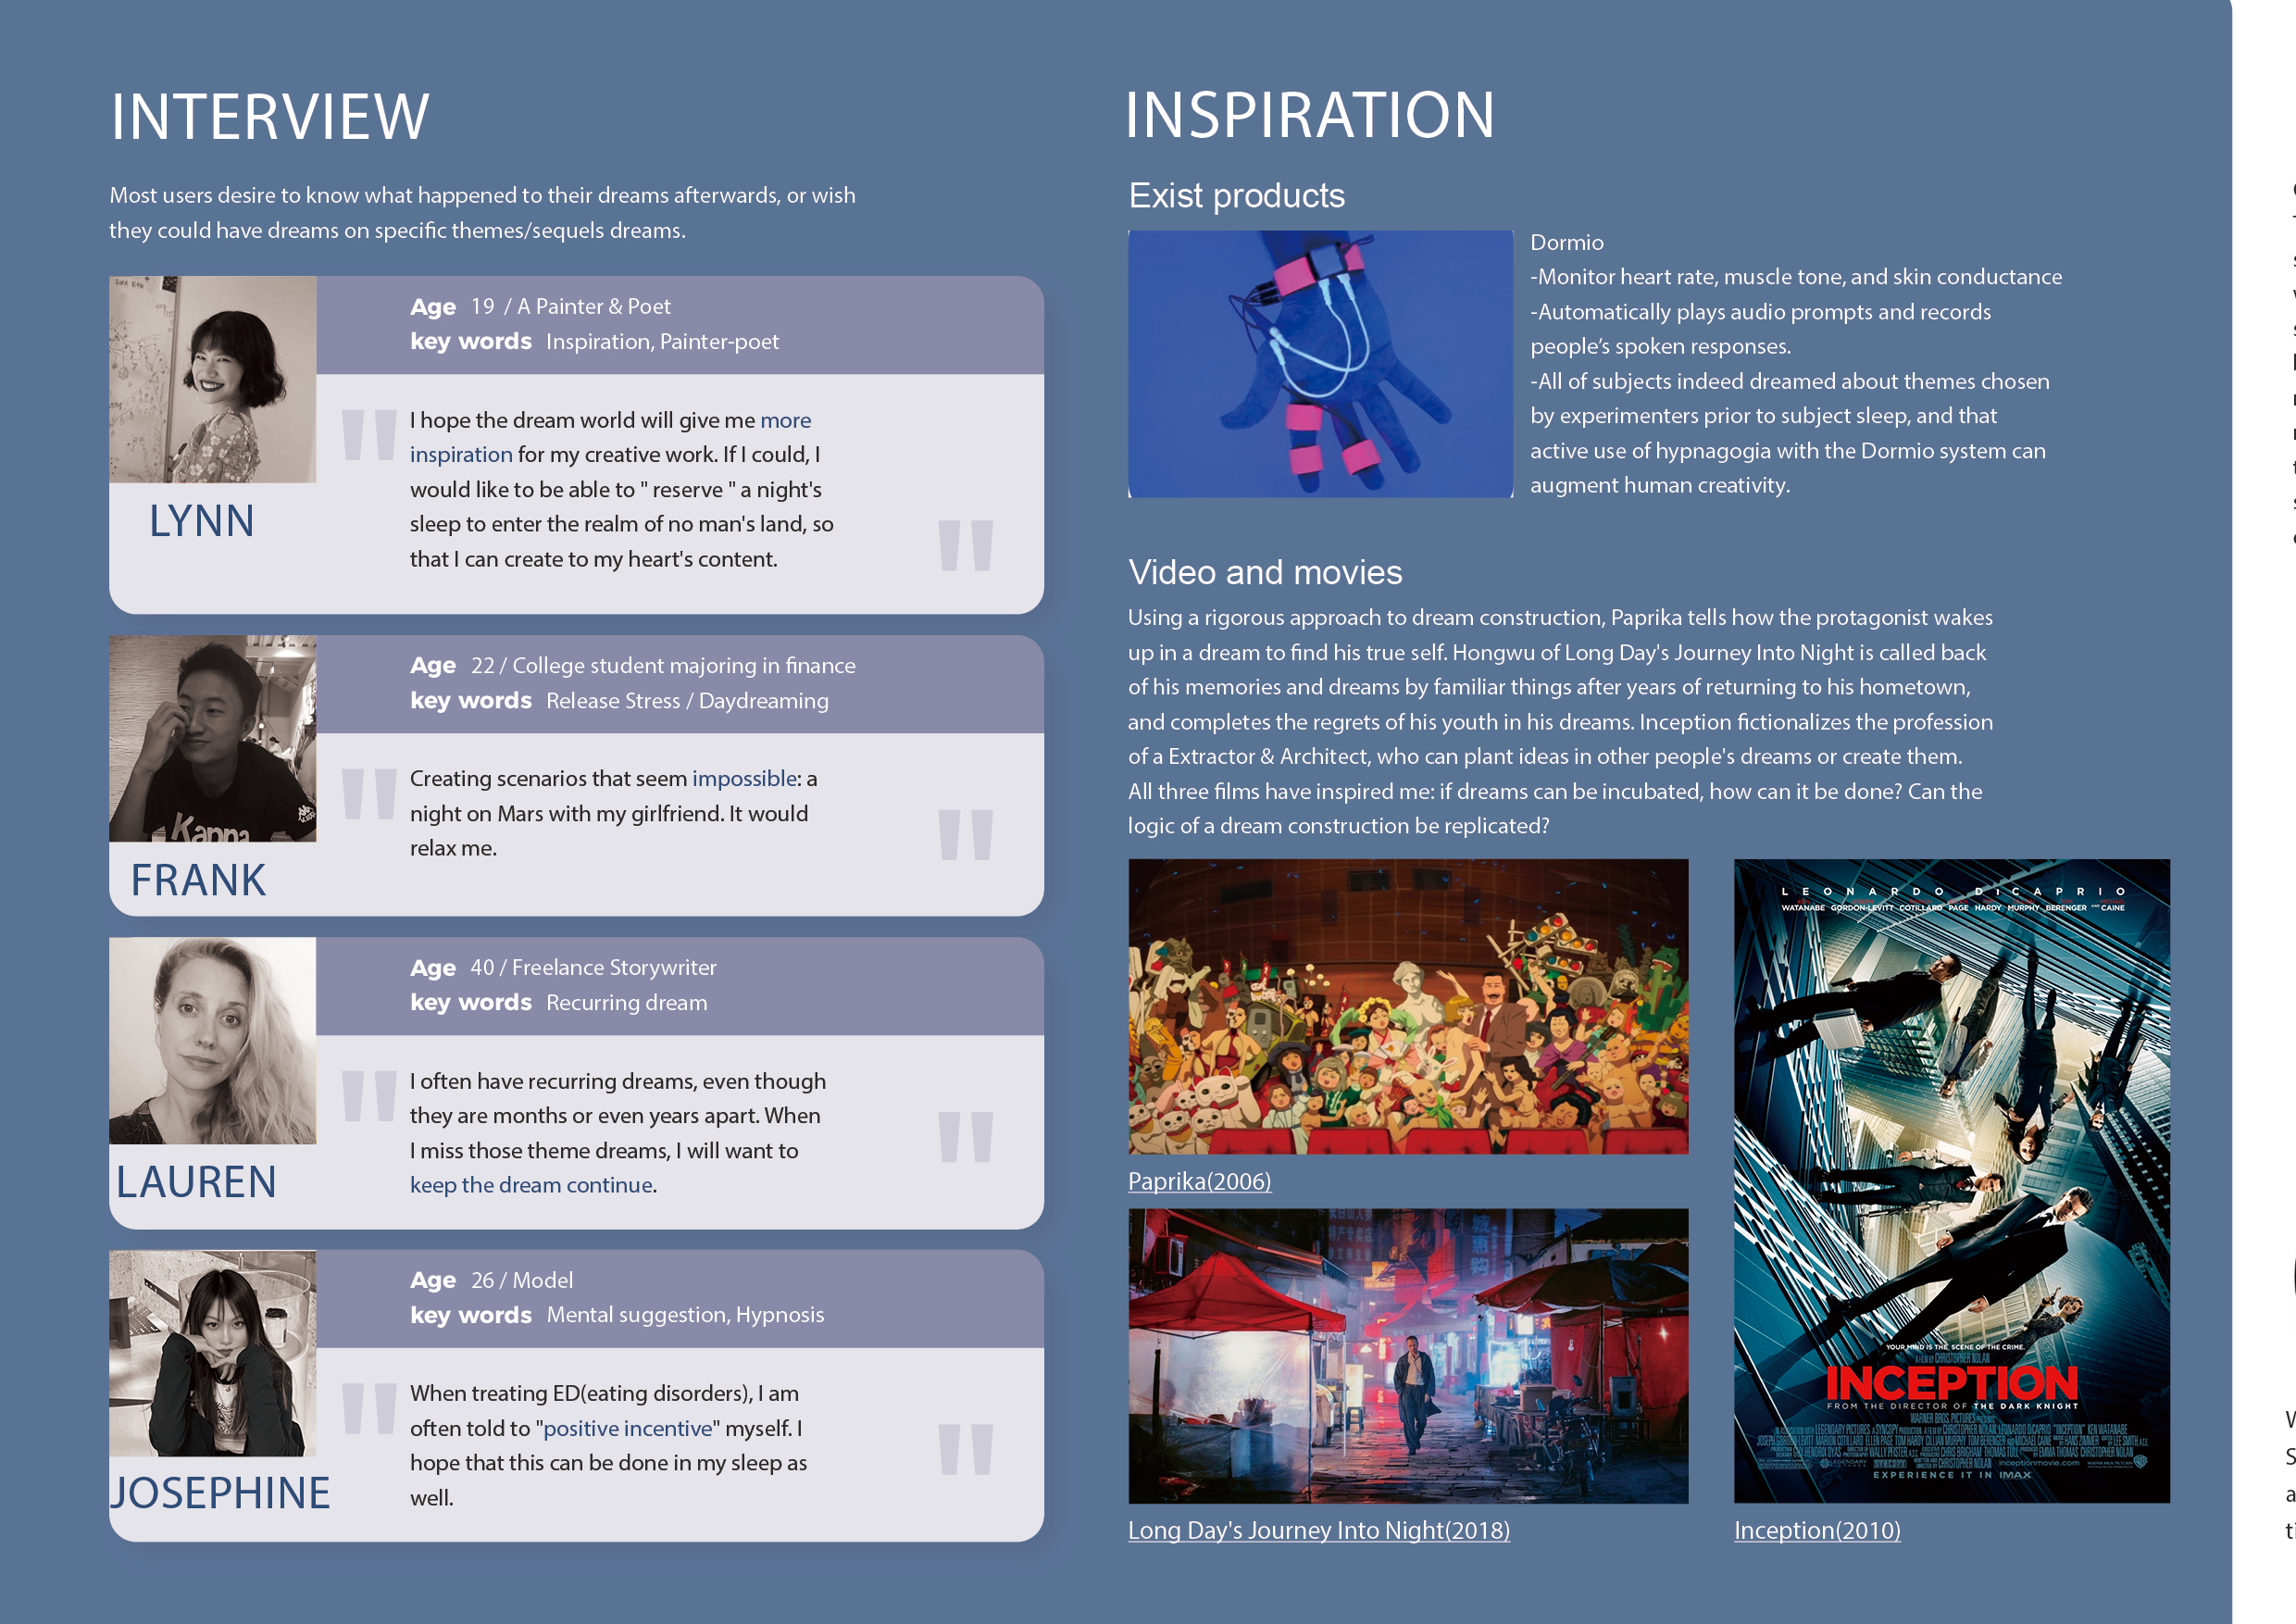 INTERVIEW
Most users desire to know what happened to their dreams afterwards, or wish
they could have dreams on specific themes/sequels dreams.
Age 19 / A Painter & Poet
key words Inspiration, Painter-poet
LYNN
" I hope the dream world will give me more
inspiration for my creative work. If I could, I
would like to be able to " reserve " a night's
sleep to enter the realm of no man's land, so
that I can create to my heart's content. "
Age 22 / College student majoring in finance
key words Release Stress / Daydreaming
Kappa
FRANK
" Creating scenarios that seem impossible: a
night on Mars with my girlfriend. It would
relax me. "
Age 40 / Freelance Storywriter
key words Recurring dream
LAUREN
" I often have recurring dreams, even though
they are months or even years apart. When
I miss those theme dreams, I will want to
keep the dream continue. "
Age 26 / Model
key words Mental suggestion, Hypnosis
JOSEPHINE
" When treating ED(eating disorders), I am
often told to "positive incentive" myself. I
hope that this can be done in my sleep as
well. "
INSPIRATION
Exist products
Dormio
-Monitor heart rate, muscle tone, and skin conductance
-Automatically plays audio prompts and records
people’s spoken responses.
-All of subjects indeed dreamed about themes chosen
by experimenters prior to subject sleep, and that
active use of hypnagogia with the Dormio system can
augment human creativity.
Video and movies
Using a rigorous approach to dream construction, Paprika tells how the protagonist wakes
up in a dream to find his true self. Hongwu of Long Day's Journey Into Night is called back
of his memories and dreams by familiar things after years of returning to his hometown,
and completes the regrets of his youth in his dreams. Inception fictionalizes the profession
of a Extractor & Architect, who can plant ideas in other people's dreams or create them.
All three films have inspired me: if dreams can be incubated, how can it be done? Can the
logic of a dream construction be replicated?
Paprika(2006)
Long Day's Journey Into Night(2018)
LEONARDO DiCAPRIO
WATANABE GORDON-LEVITT COTILLARD PAGE HARDY MURPHY BERENGER AND CAINE
YOUR MIND IS THE SCENE OF THE CRIME.
A FILM BY CHRISTOPHER NOLAN
INCEPTION
FROM THE DIRECTOR OF THE DARK KNIGHT
WARNER BROS. PICTURES PRESENTS
EXPERIENCE IT IN IMAX
Inception(2010)